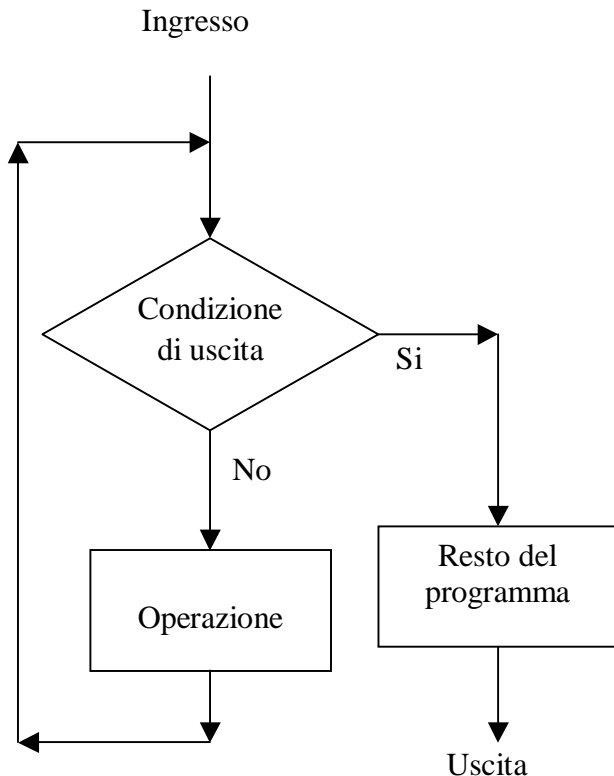 Ingresso
Condizione
di uscita
Si
No
Operazione
Resto del
programma
Uscita